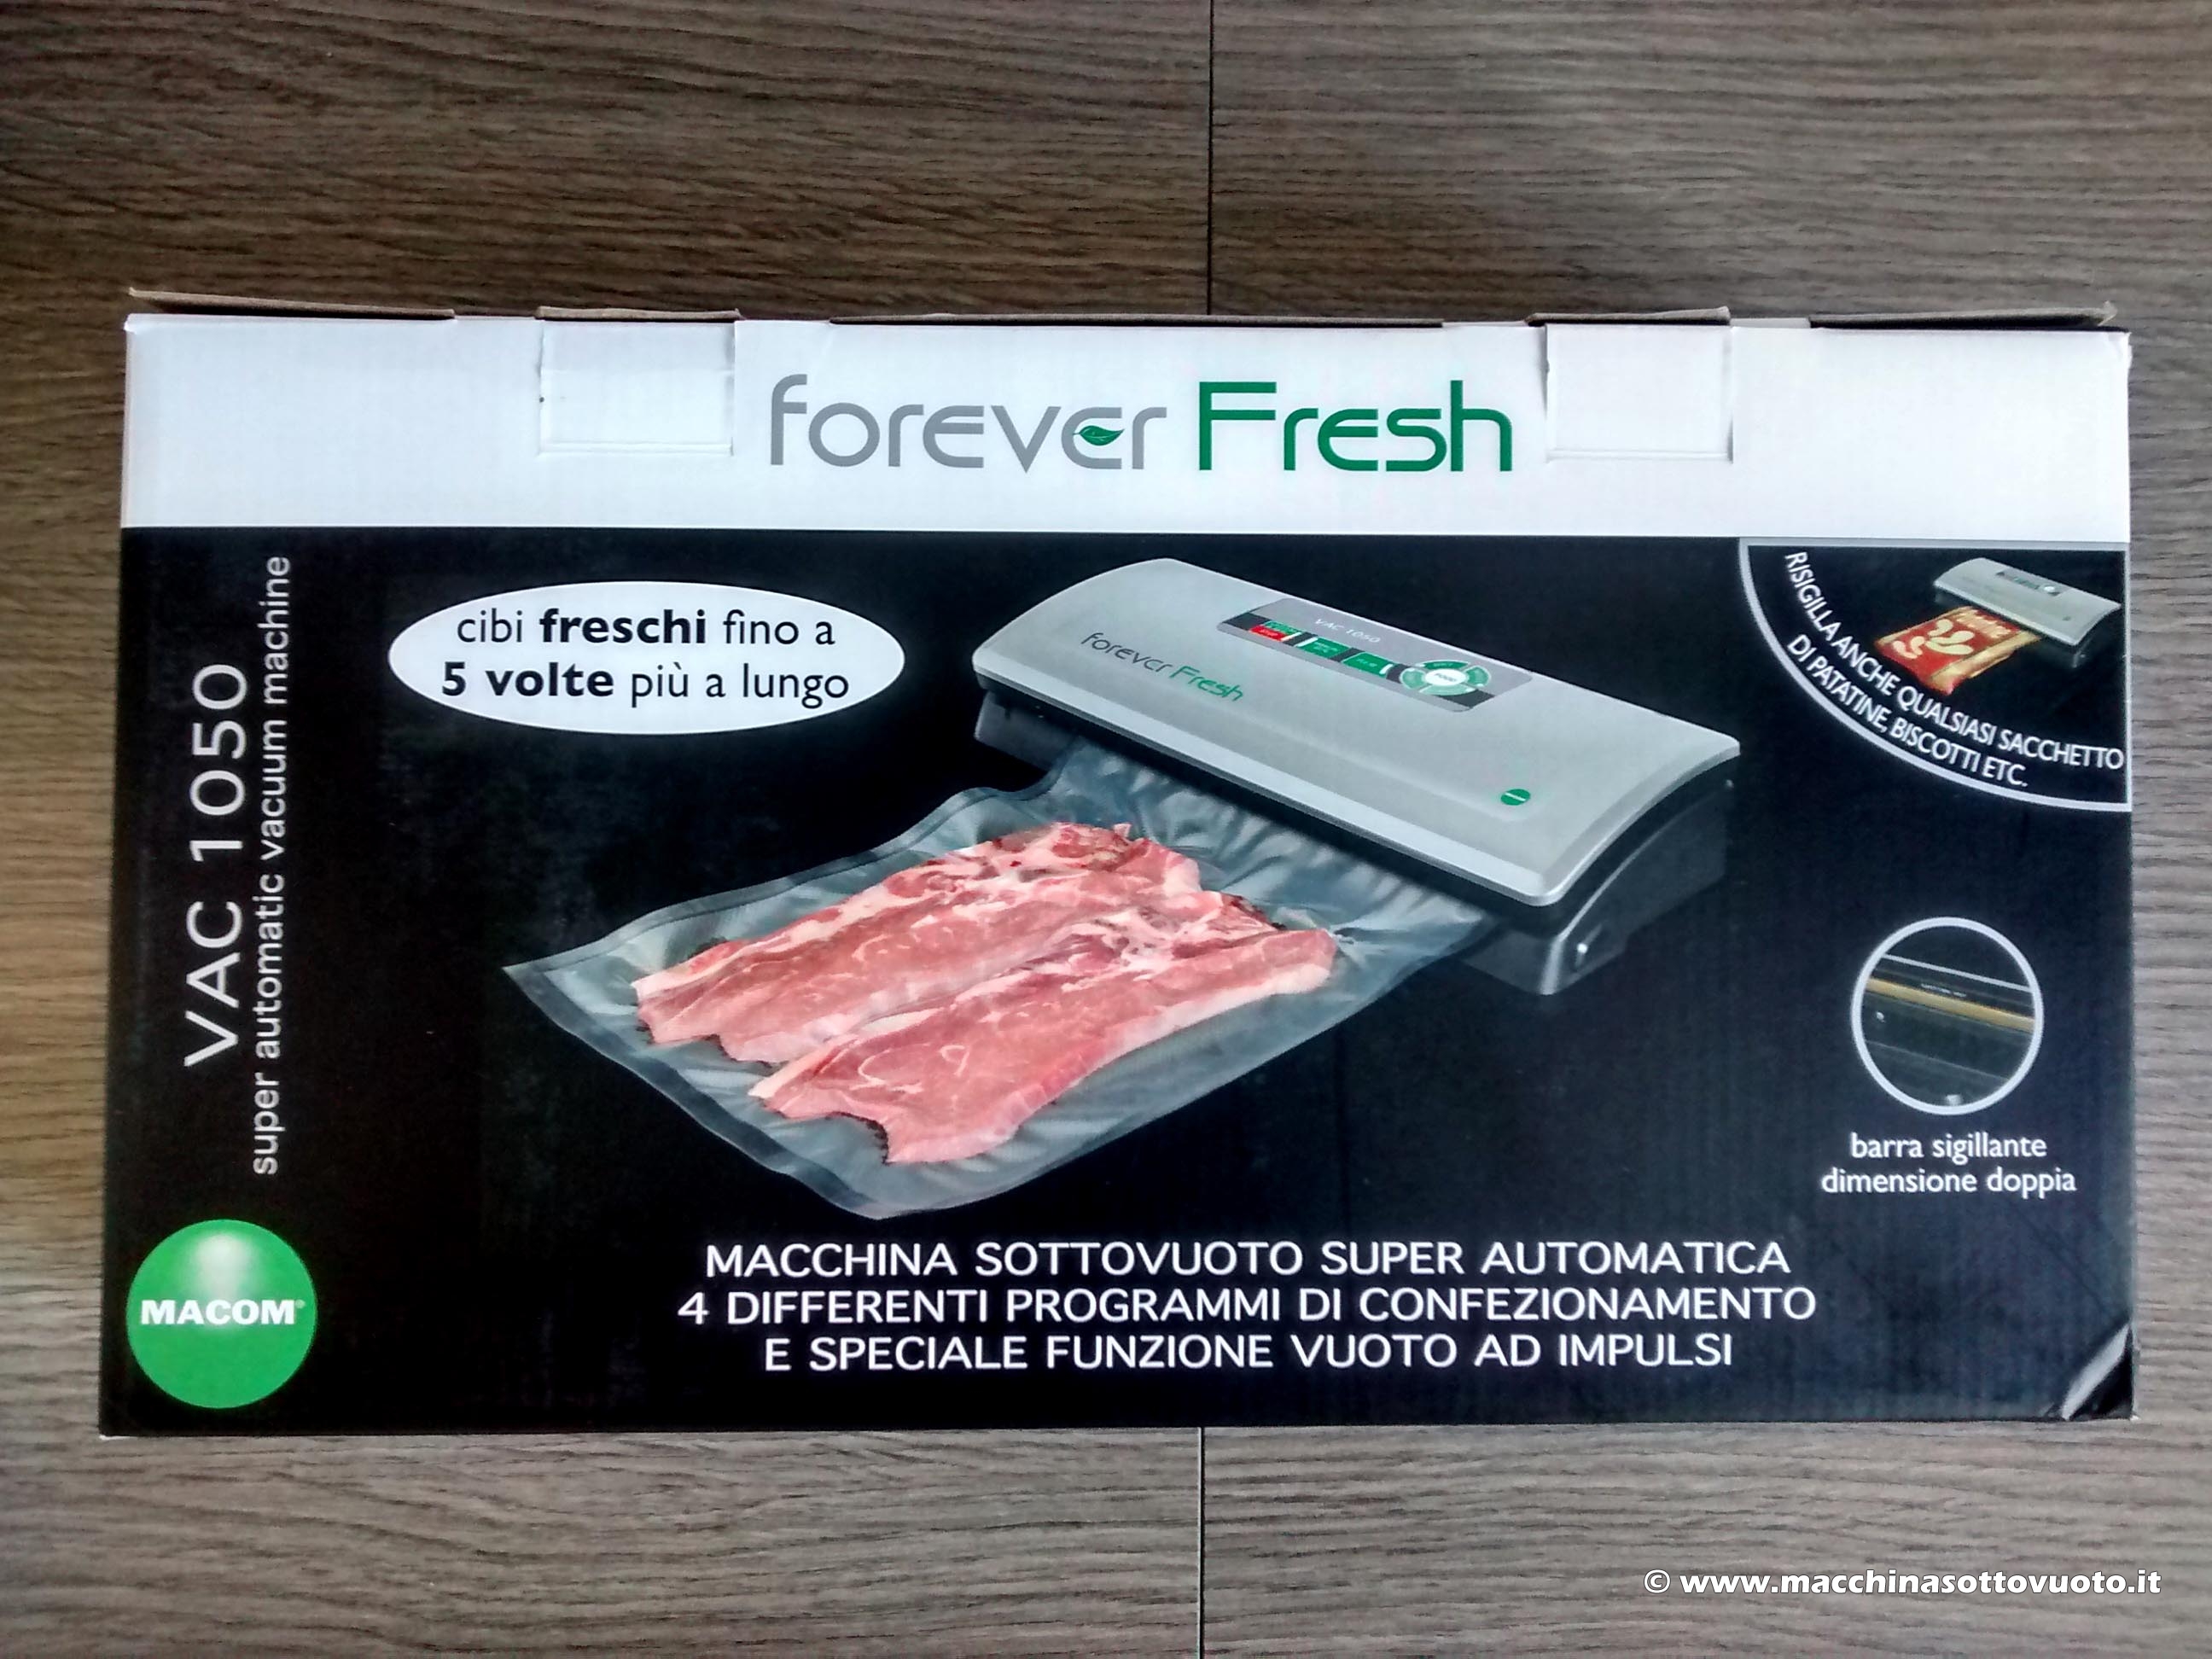 forever Fresh
VAC 1050
super automatic vacuum machine
cibi freschi fino a
5 volte più a lungo
VAC 1050
forever Fresh
RISIGILLA ANCHE QUALSIASI SACCHETTO
DI PATATINE, BISCOTTI ETC.
barra sigillante
dimensione doppia
MACOM®
MACCHINA SOTTOVUOTO SUPER AUTOMATICA
4 DIFFERENTI PROGRAMMI DI CONFEZIONAMENTO
E SPECIALE FUNZIONE VUOTO AD IMPULSI
© www.macchinasottovuoto.it